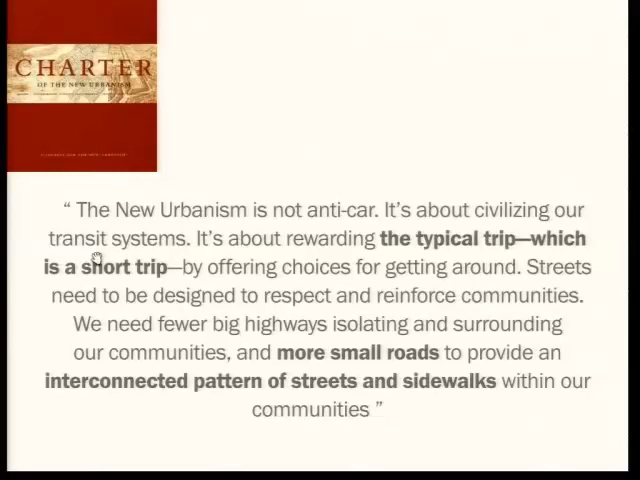 CHARTER
OF THE NEW URBANISM
“ The New Urbanism is not anti-car. It’s about civilizing our
transit systems. It’s about rewarding the typical trip—which
is a short trip—by offering choices for getting around. Streets
need to be designed to respect and reinforce communities.
We need fewer big highways isolating and surrounding
our communities, and more small roads to provide an
interconnected pattern of streets and sidewalks within our
communities ”